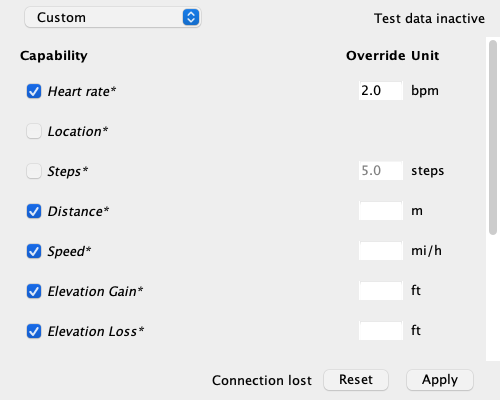 Custom Test data inactive
Capability Override Unit
Heart rate* 2.0 bpm
Location*
Steps* 5.0 steps
Distance* m
Speed* mi/h
Elevation Gain* ft
Elevation Loss* ft
Connection lost Reset Apply